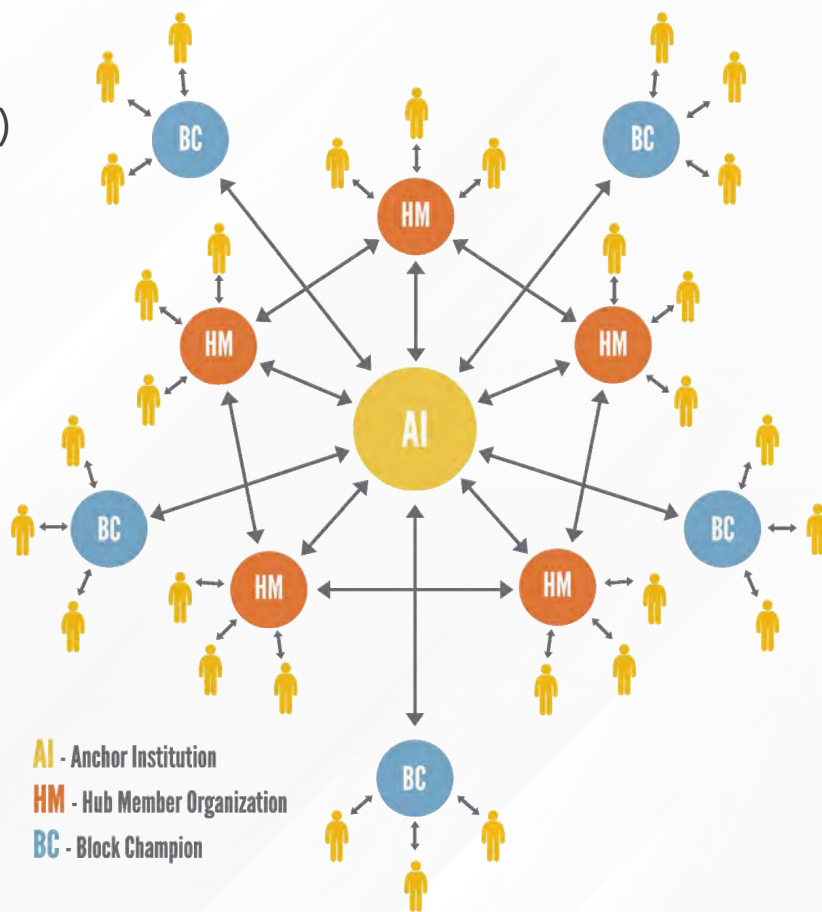 )
BC
BC
HM
HM
HM
AI
BC
BC
HM
HM
BC
AI - Anchor Institution
HM - Hub Member Organization
BC - Block Champion